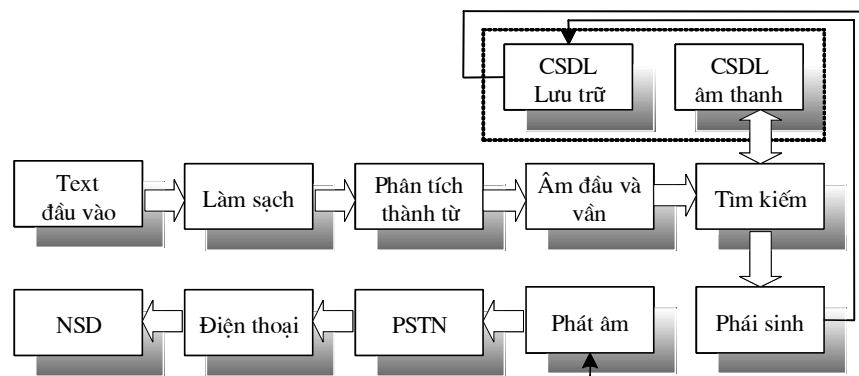 CSDL
Lưu trữ
CSDL
âm thanh
Text
đầu vào
Làm sạch
Phân tích
thành từ
Âm đầu và
vần
Tìm kiếm
NSD
Điện thoại
PSTN
Phát âm
Phái sinh